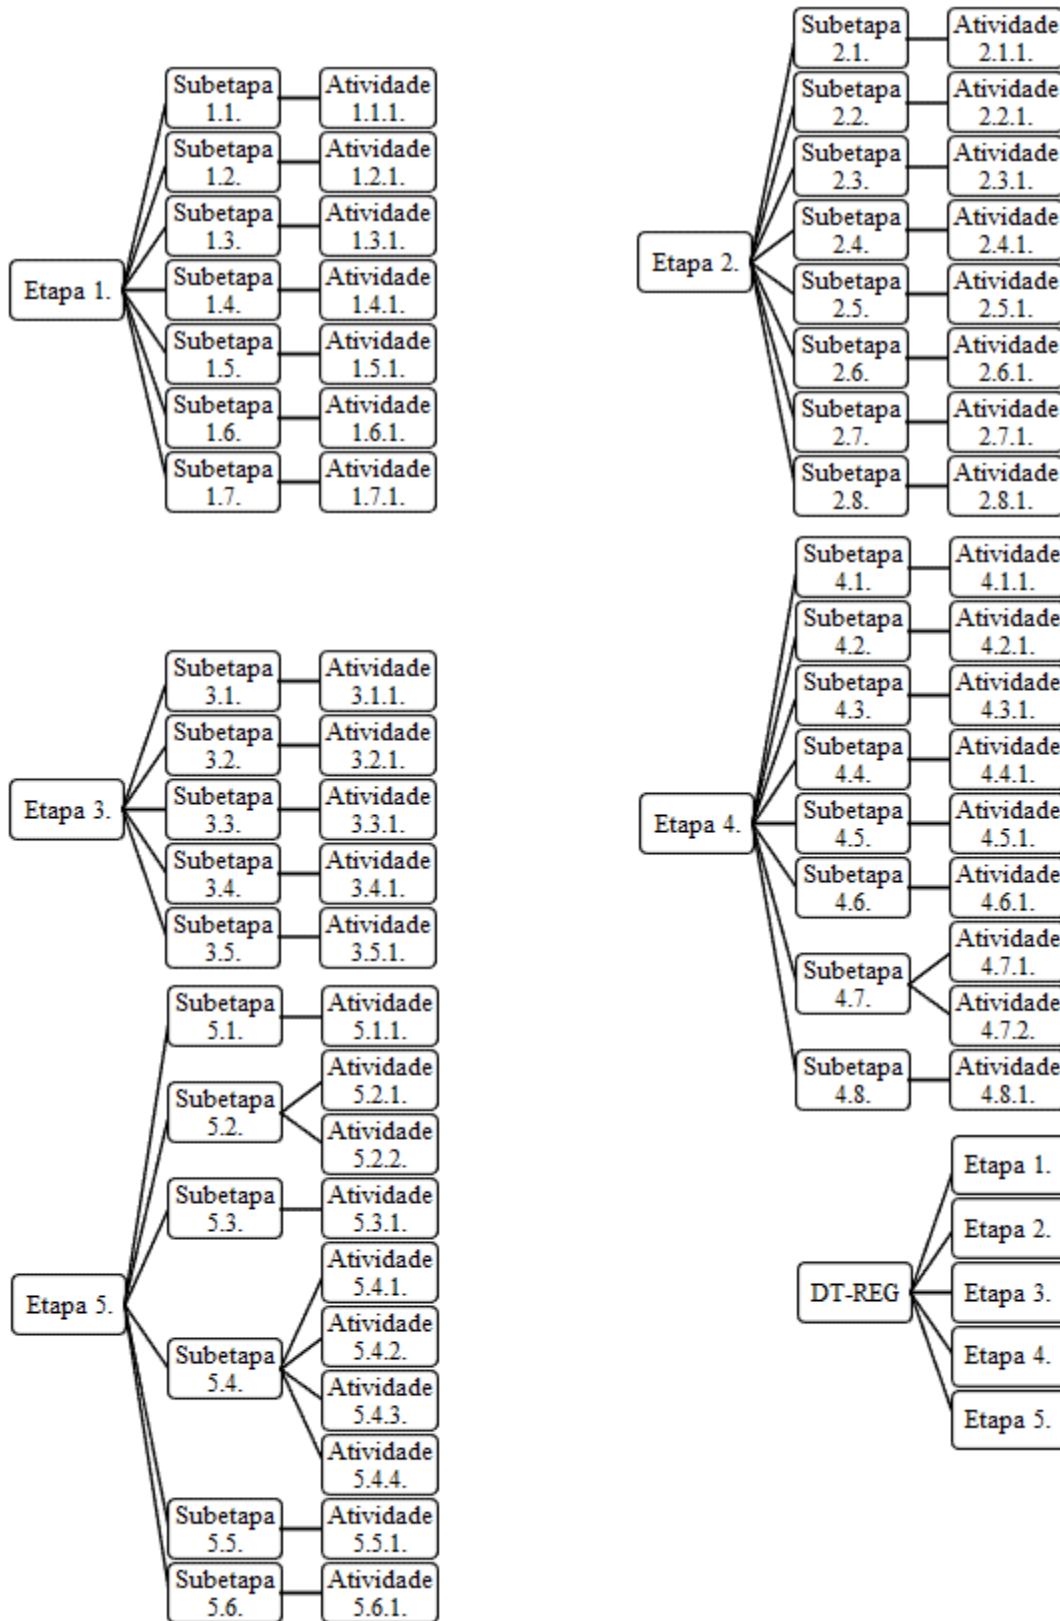 Etapa 1.
Subetapa
1.1.
Atividade
1.1.1.
Subetapa
1.2.
Atividade
1.2.1.
Subetapa
1.3.
Atividade
1.3.1.
Subetapa
1.4.
Atividade
1.4.1.
Subetapa
1.5.
Atividade
1.5.1.
Subetapa
1.6.
Atividade
1.6.1.
Subetapa
1.7.
Atividade
1.7.1.
Etapa 2.
Subetapa
2.1.
Atividade
2.1.1.
Subetapa
2.2.
Atividade
2.2.1.
Subetapa
2.3.
Atividade
2.3.1.
Subetapa
2.4.
Atividade
2.4.1.
Subetapa
2.5.
Atividade
2.5.1.
Subetapa
2.6.
Atividade
2.6.1.
Subetapa
2.7.
Atividade
2.7.1.
Subetapa
2.8.
Atividade
2.8.1.
Etapa 3.
Subetapa
3.1.
Atividade
3.1.1.
Subetapa
3.2.
Atividade
3.2.1.
Subetapa
3.3.
Atividade
3.3.1.
Subetapa
3.4.
Atividade
3.4.1.
Subetapa
3.5.
Atividade
3.5.1.
Etapa 4.
Subetapa
4.1.
Atividade
4.1.1.
Subetapa
4.2.
Atividade
4.2.1.
Subetapa
4.3.
Atividade
4.3.1.
Subetapa
4.4.
Atividade
4.4.1.
Subetapa
4.5.
Atividade
4.5.1.
Subetapa
4.6.
Atividade
4.6.1.
Subetapa
4.7.
Atividade
4.7.1.
Atividade
4.7.2.
Subetapa
4.8.
Atividade
4.8.1.
Etapa 5.
Subetapa
5.1.
Atividade
5.1.1.
Subetapa
5.2.
Atividade
5.2.1.
Atividade
5.2.2.
Subetapa
5.3.
Atividade
5.3.1.
Subetapa
5.4.
Atividade
5.4.1.
Atividade
5.4.2.
Atividade
5.4.3.
Atividade
5.4.4.
Subetapa
5.5.
Atividade
5.5.1.
Subetapa
5.6.
Atividade
5.6.1.
DT-REG
Etapa 1.
Etapa 2.
Etapa 3.
Etapa 4.
Etapa 5.